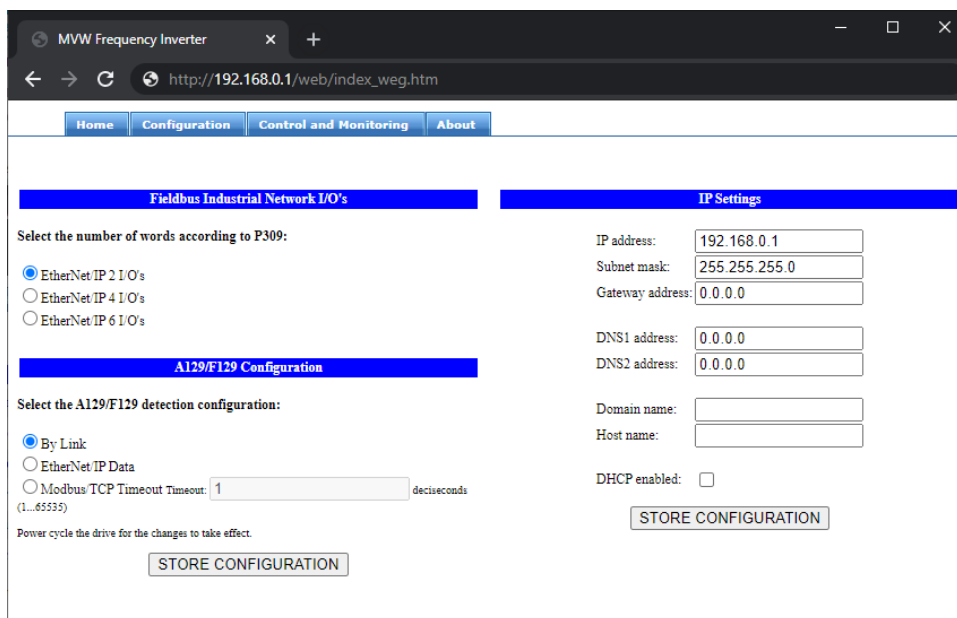 MVW Frequency Inverter
http://192.168.0.1/web/index_weg.htm
Home Configuration Control and Monitoring About
Fieldbus Industrial Network I/O's
Select the number of words according to P309:
EtherNet/IP 2 I/O's
EtherNet/IP 4 I/O's
EtherNet/IP 6 I/O's
A129/F129 Configuration
Select the A129/F129 detection configuration:
By Link
EtherNet/IP Data
Modbus/TCP Timeout Timeout: 1 deciseconds
(1...65535)
Power cycle the drive for the changes to take effect.
STORE CONFIGURATION
IP Settings
IP address: 192.168.0.1
Subnet mask: 255.255.255.0
Gateway address: 0.0.0.0
DNS1 address: 0.0.0.0
DNS2 address: 0.0.0.0
Domain name:
Host name:
DHCP enabled:
STORE CONFIGURATION